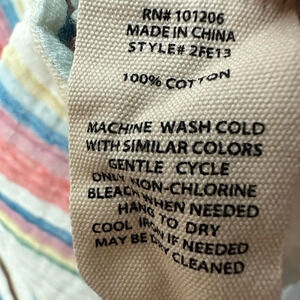 RN# 101206
MADE IN CHINA
STYLE# 2FE13
100% COTTON
MACHINE WASH COLD
WITH SIMILAR COLORS
GENTLE CYCLE
ONLY NON-CHLORINE
BLEACH WHEN NEEDED
HANG TO DRY
COOL IRON IF NEEDED
MAY BE DRY CLEANED